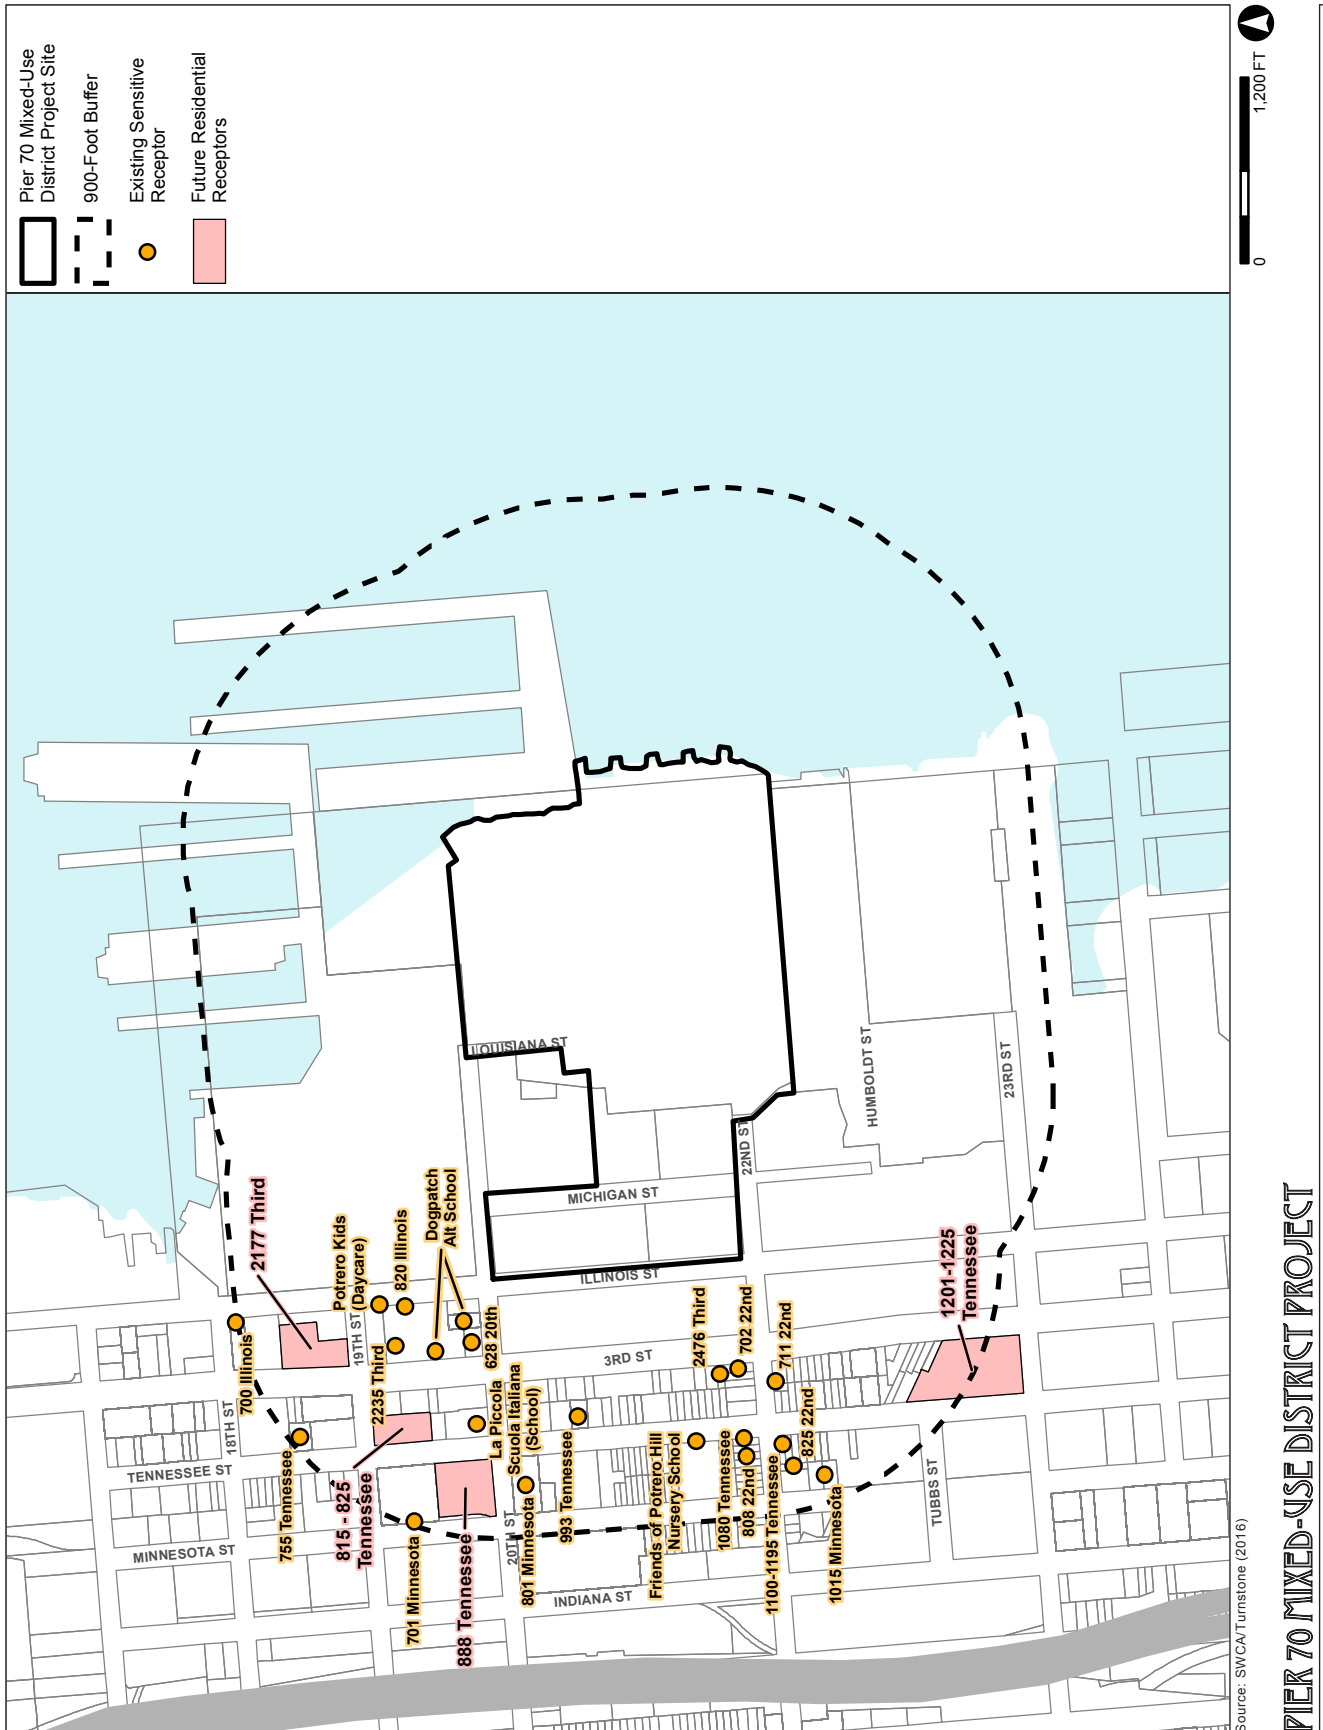 Pier 70 Mixed-Use
District Project Site
900-Foot Buffer
Existing Sensitive
Receptor
Future Residential
Receptors
0
1,200 FT
2177 Third
700 Illinois
18TH ST
TENNESSEE ST
MINNESOTA ST
755 Tennessee
815 - 825
Tennessee
Potrero Kids
(Daycare)
19TH ST
820 Illinois
2235 Third
Dogpatch
Alt School
628 20th
701 Minnesota
888 Tennessee
La Piccola
Scuola Italiana
(School)
20TH ST
801 Minnesota
993 Tennessee
LOUISIANA ST
MICHIGAN ST
ILLINOIS ST
3RD ST
INDIANA ST
Friends of Potrero Hill
Nursery School
2476 Third
702 22nd
22ND ST
711 22nd
1080 Tennessee
808 22nd
1100-1195 Tennessee
825 22nd
1015 Minnesota
HUMBOLDT ST
23RD ST
1201-1225
Tennessee
TUBBS ST
Source: SWCA/Turnstone (2016)
PIER 70 MIXED-USE DISTRICT PROJECT